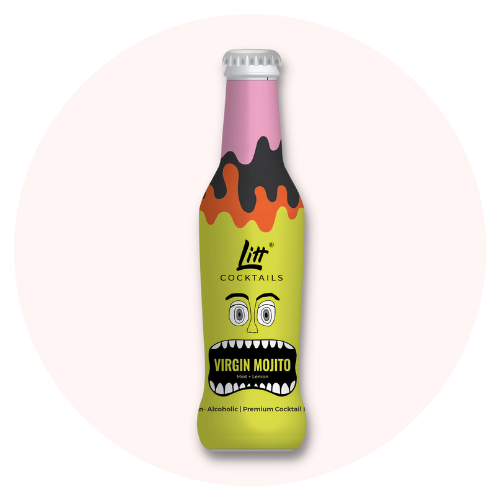 Litt®
COCKTAILS
VIRGIN MOJITO
Mint + Lemon
n- Alcoholic | Premium Cocktail